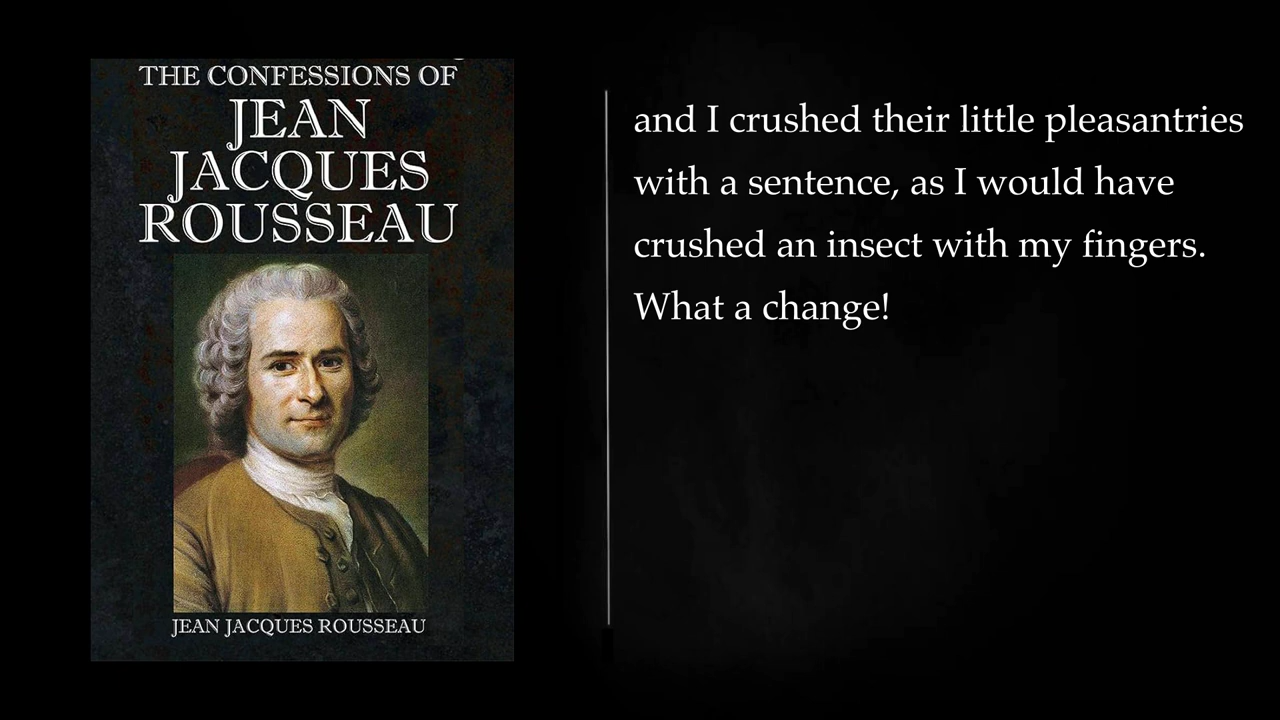 THE CONFESSIONS OF
JEAN
JACQUES
ROUSSEAU
JEAN JACQUES ROUSSEAU
and I crushed their little pleasantries
with a sentence, as I would have
crushed an insect with my fingers.
What a change!